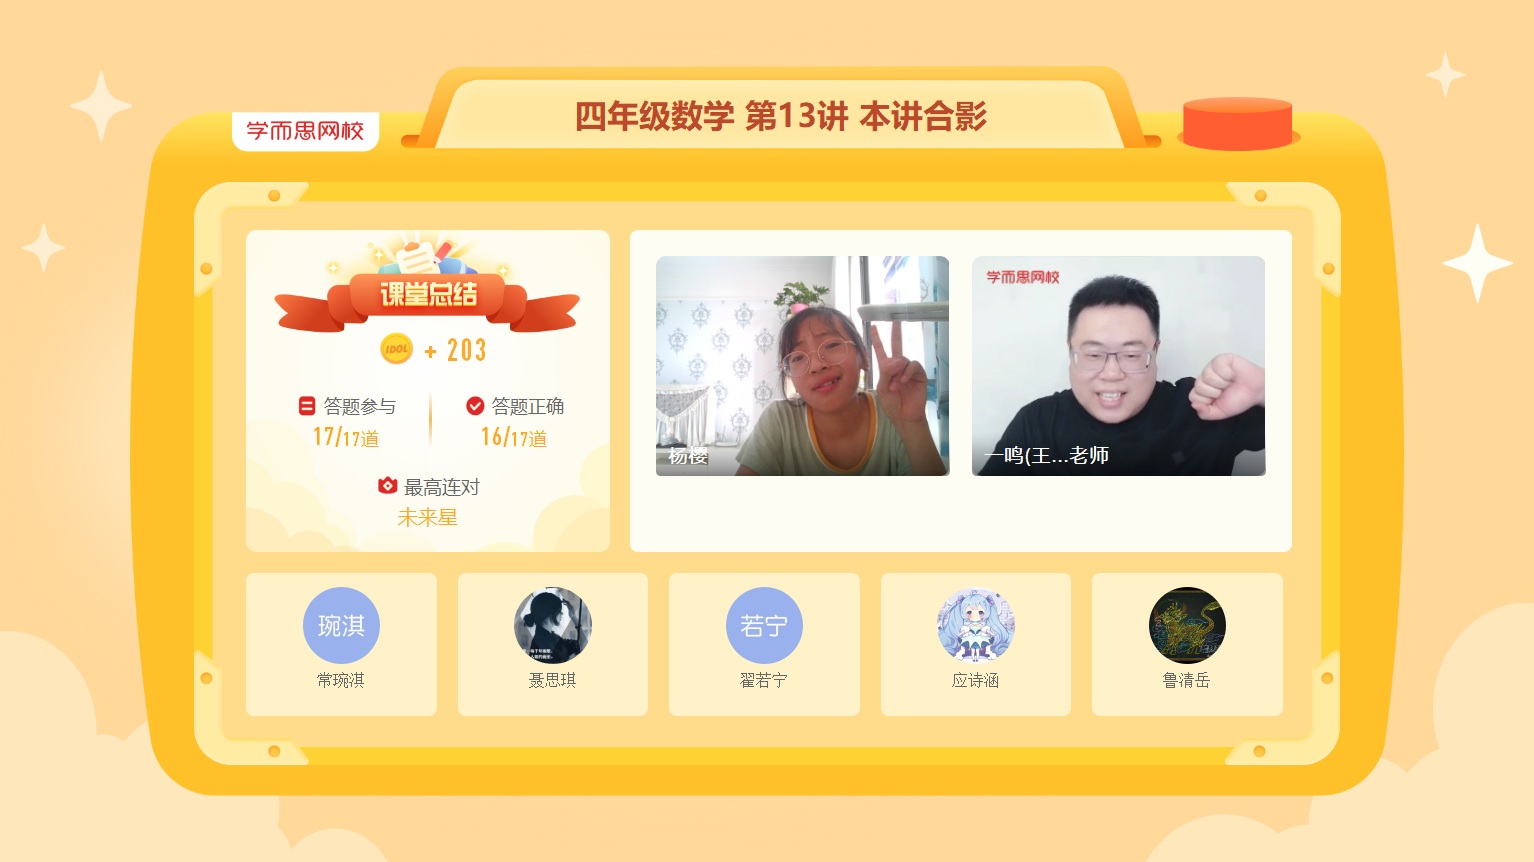 学而思网校
四年级数学 第13讲 本讲合影
课堂总结
IDOL + 203
答题参与
17/17道
答题正确
16/17道
最高连对
未来星
学而思网校
杨樱
一鸣(王...老师
琬淇
若宁
常琬淇
聂思琪
翟若宁
应诗涵
鲁清岳